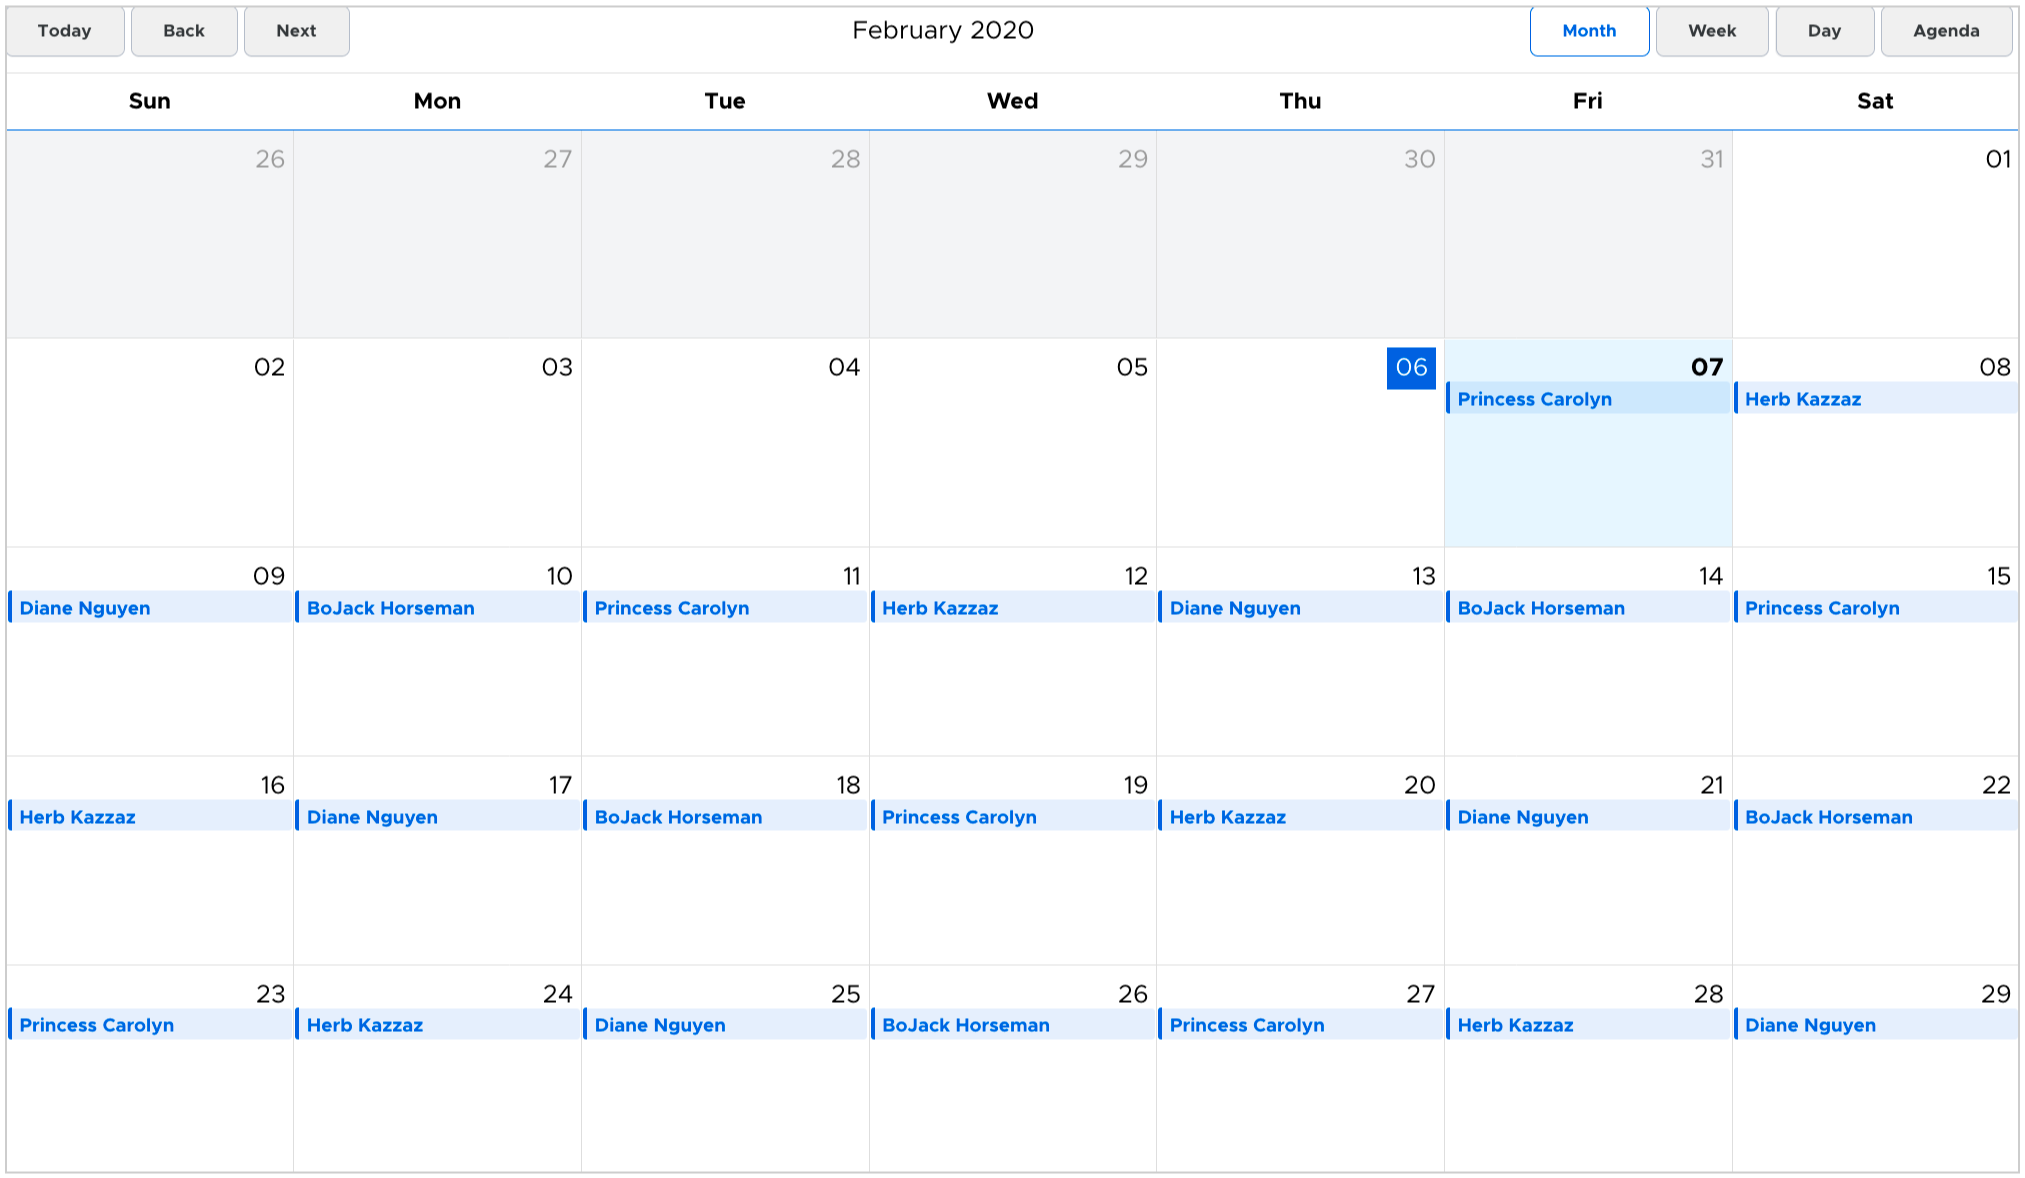 Today Back Next February 2020 Month Week Day Agenda
Sun Mon Tue Wed Thu Fri Sat
26 27 28 29 30 31 01
02 03 04 05 06 07 08
Princess Carolyn Herb Kazzaz
09 10 11 12 13 14 15
Diane Nguyen BoJack Horseman Princess Carolyn Herb Kazzaz Diane Nguyen BoJack Horseman Princess Carolyn
16 17 18 19 20 21 22
Herb Kazzaz Diane Nguyen BoJack Horseman Princess Carolyn Herb Kazzaz Diane Nguyen BoJack Horseman
23 24 25 26 27 28 29
Princess Carolyn Herb Kazzaz Diane Nguyen BoJack Horseman Princess Carolyn Herb Kazzaz Diane Nguyen